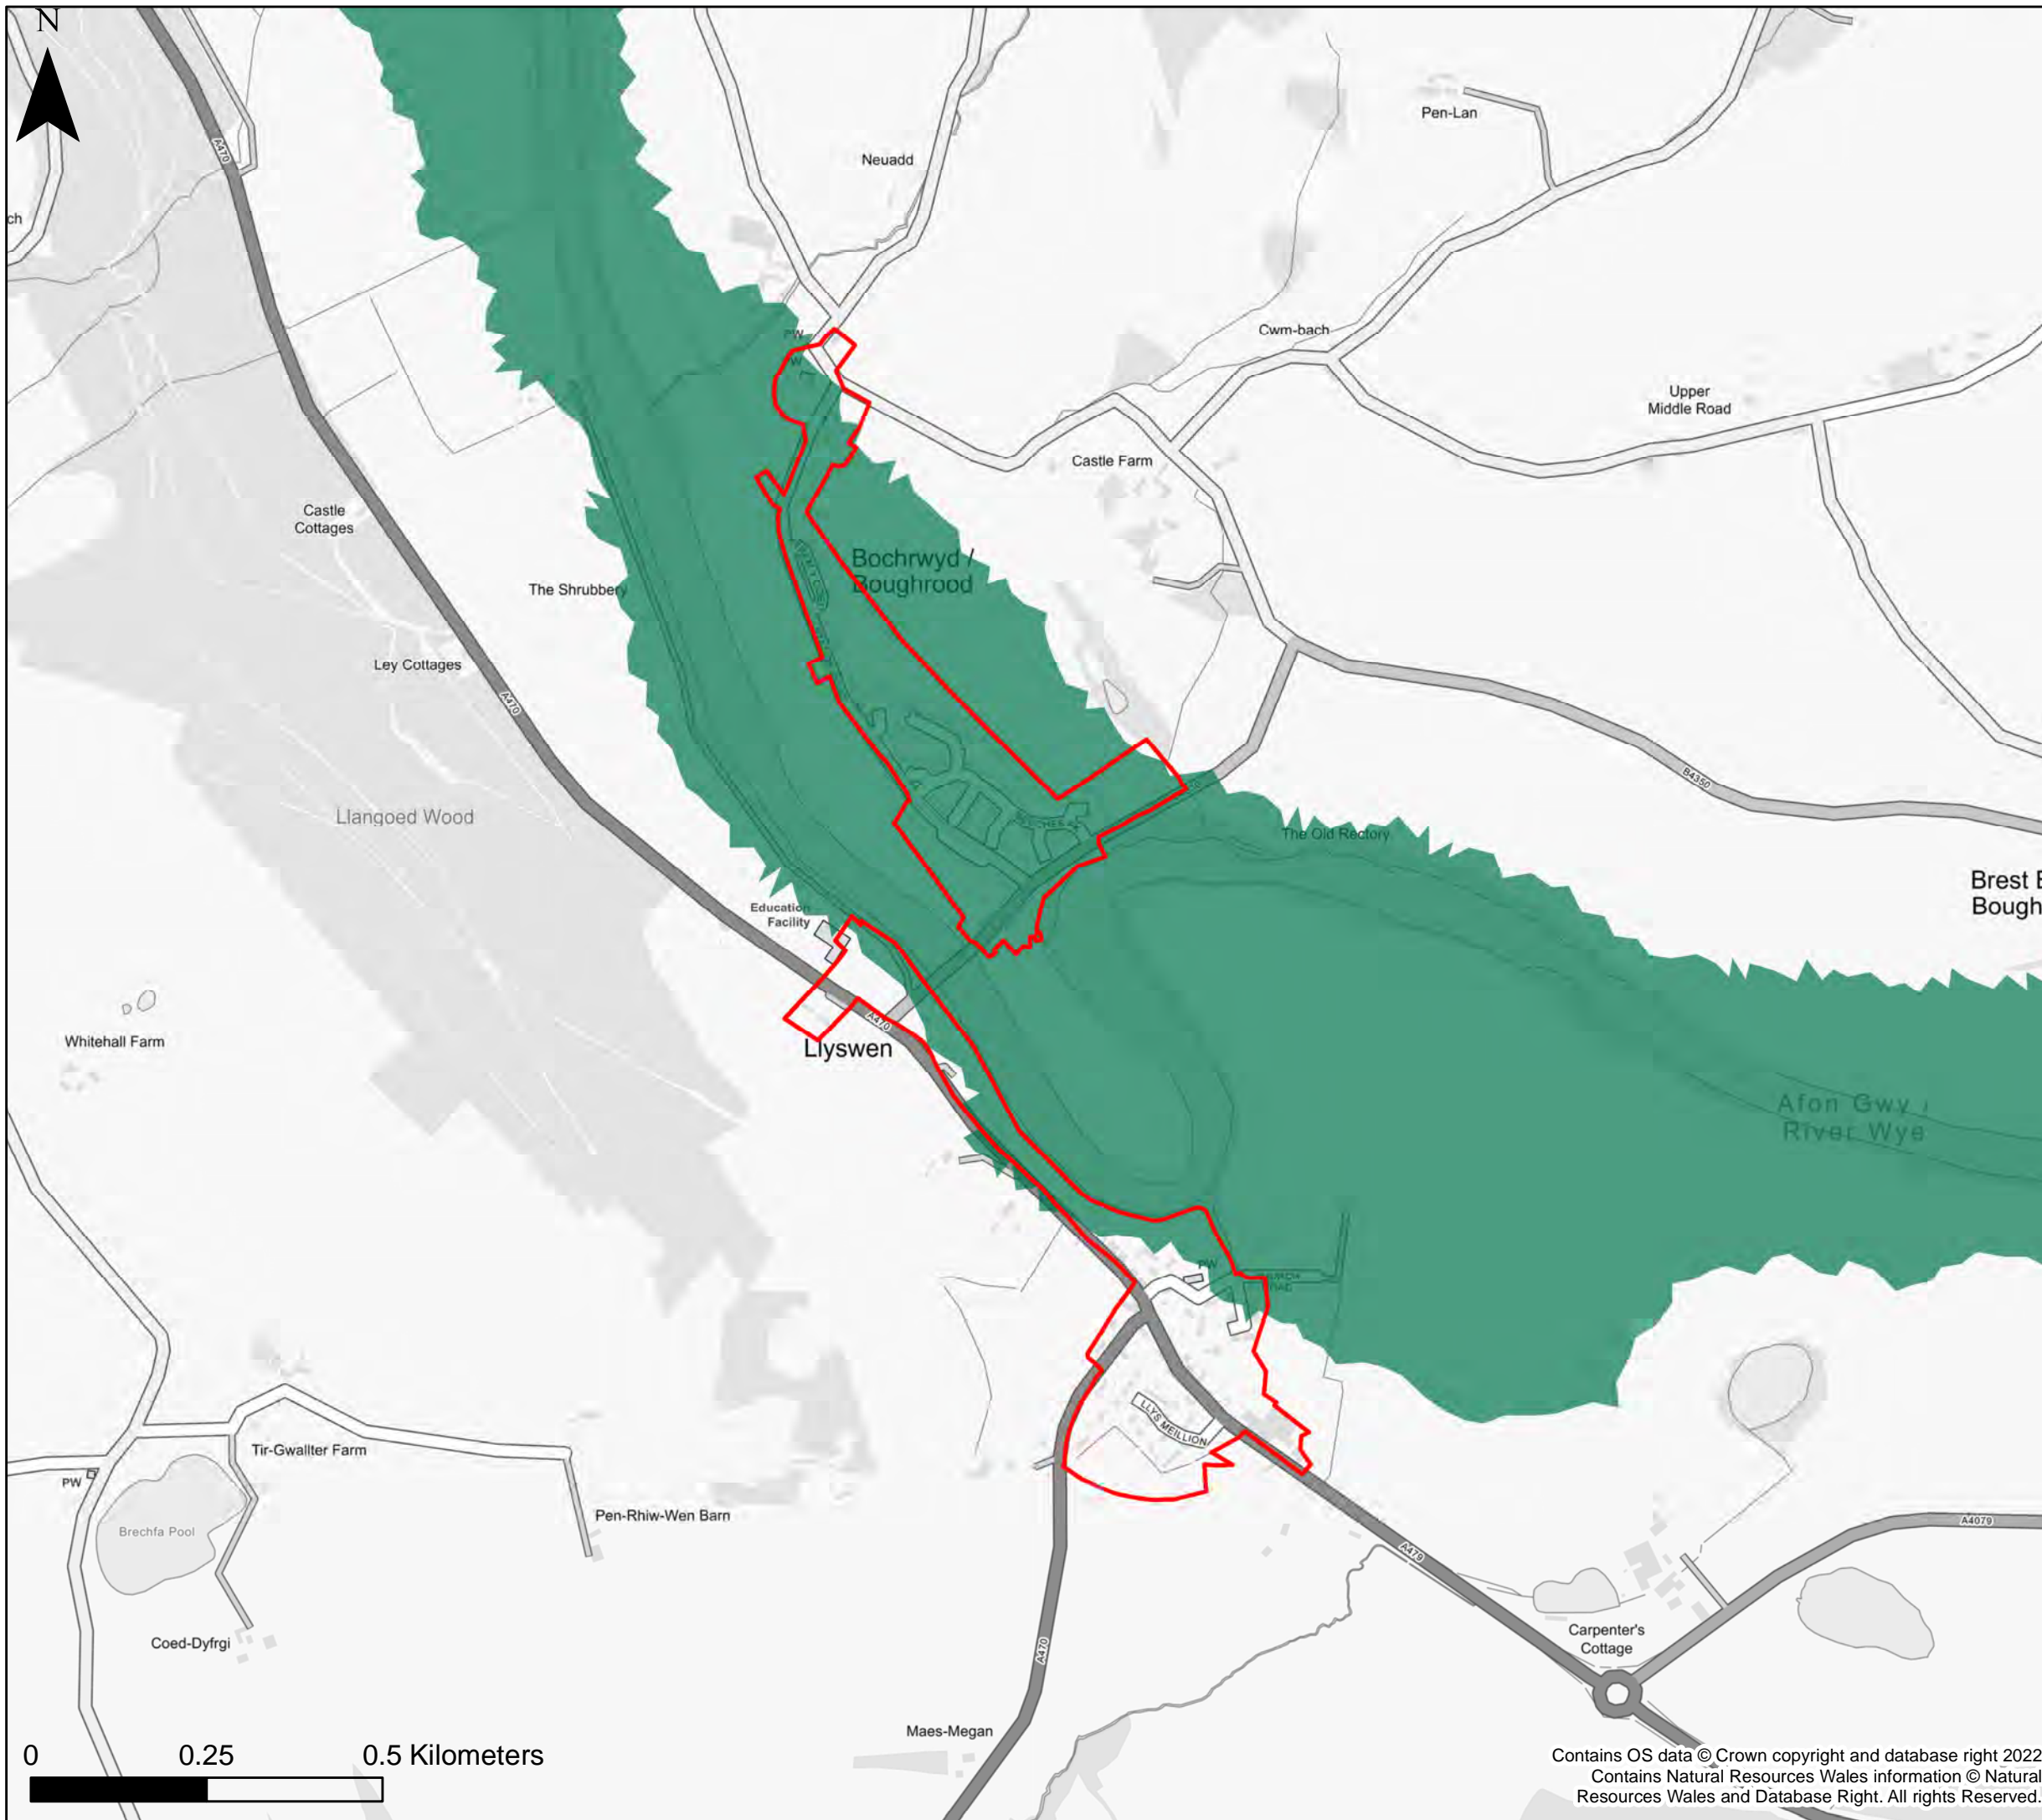 N
A470
Pen-Lan
Neuadd
ch
PW
W
Cwm-bach
Upper
Middle Road
Castle Farm
Castle
Cottages
Bochrwyd /
Boughrood
The Shrubbery
Ley Cottages
A470
B4350
Llangoed Wood
The Old Rectory
Brest B
Bough
Education
Facility
A470
Whitehall Farm
Llyswen
Afon Gwy /
River Wye
PW
LLYS MEILLION
Tir-Gwallter Farm
PW
Pen-Rhiw-Wen Barn
Brechfa Pool
A4079
A479
Carpenter's
Cottage
Coed-Dyfrgi
A470
Maes-Megan
0 0.25 0.5 Kilometers
Contains OS data © Crown copyright and database right 2022
Contains Natural Resources Wales information © Natural
Resources Wales and Database Right. All rights Reserved.